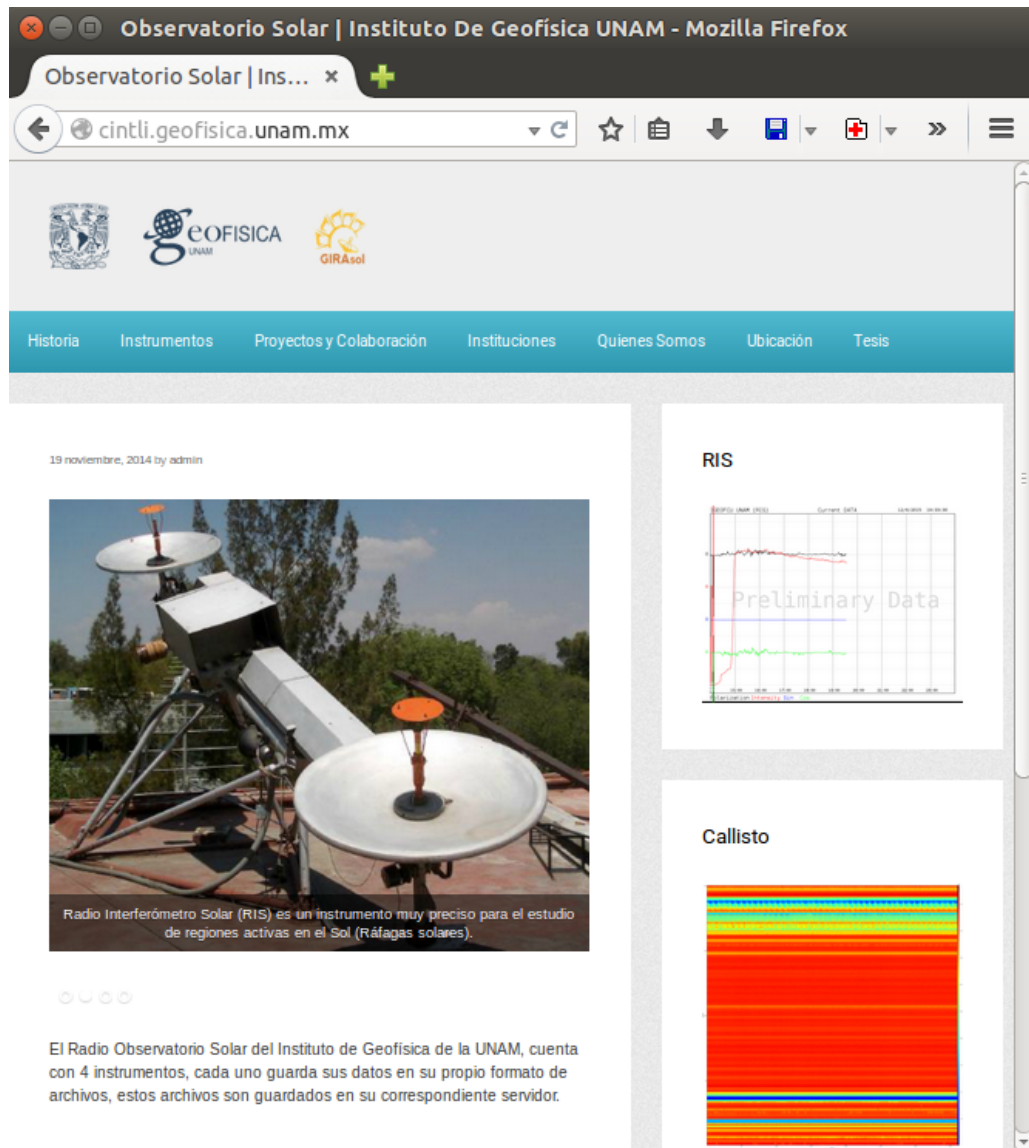 Observatorio Solar | Instituto De Geofísica UNAM - Mozilla Firefox
Observatorio Solar | Ins...
cintli.geofisica.unam.mx
GEOFISICA
UNAM
GIRAsol
Historia Instrumentos Proyectos y Colaboración Instituciones Quienes Somos Ubicación Tesis
19 noviembre, 2014 by admin
Radio Interferómetro Solar (RIS) es un instrumento muy preciso para el estudio
de regiones activas en el Sol (Ráfagas solares).
El Radio Observatorio Solar del Instituto de Geofísica de la UNAM, cuenta
con 4 instrumentos, cada uno guarda sus datos en su propio formato de
archivos, estos archivos son guardados en su correspondiente servidor.
RIS
Current DATA
Preliminary Data
Callisto